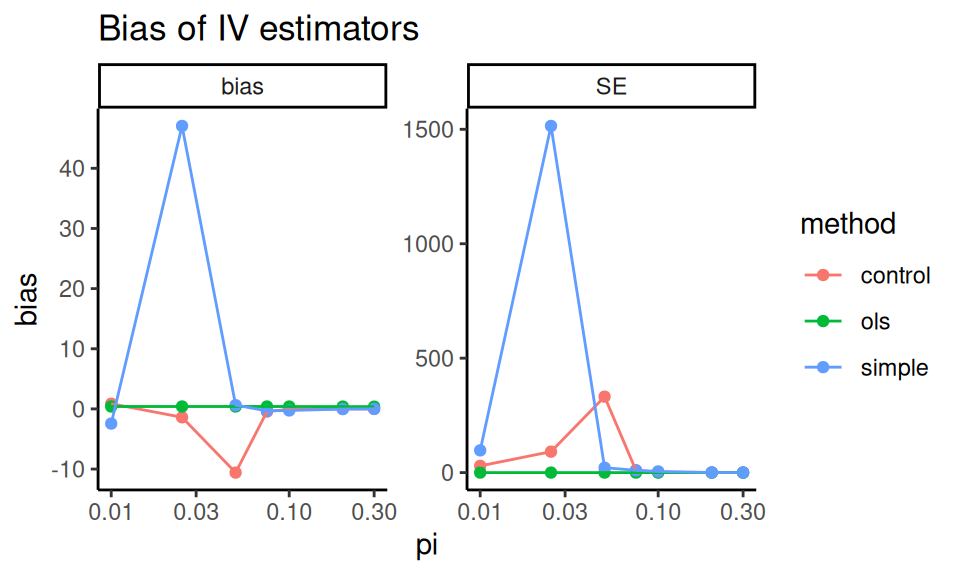 Bias of IV estimators
bias
SE
bias
40
30
20
10
0
-10
1500
1000
500
0
0.01 0.03 0.10 0.30
0.01 0.03 0.10 0.30
pi
method
control
ols
simple